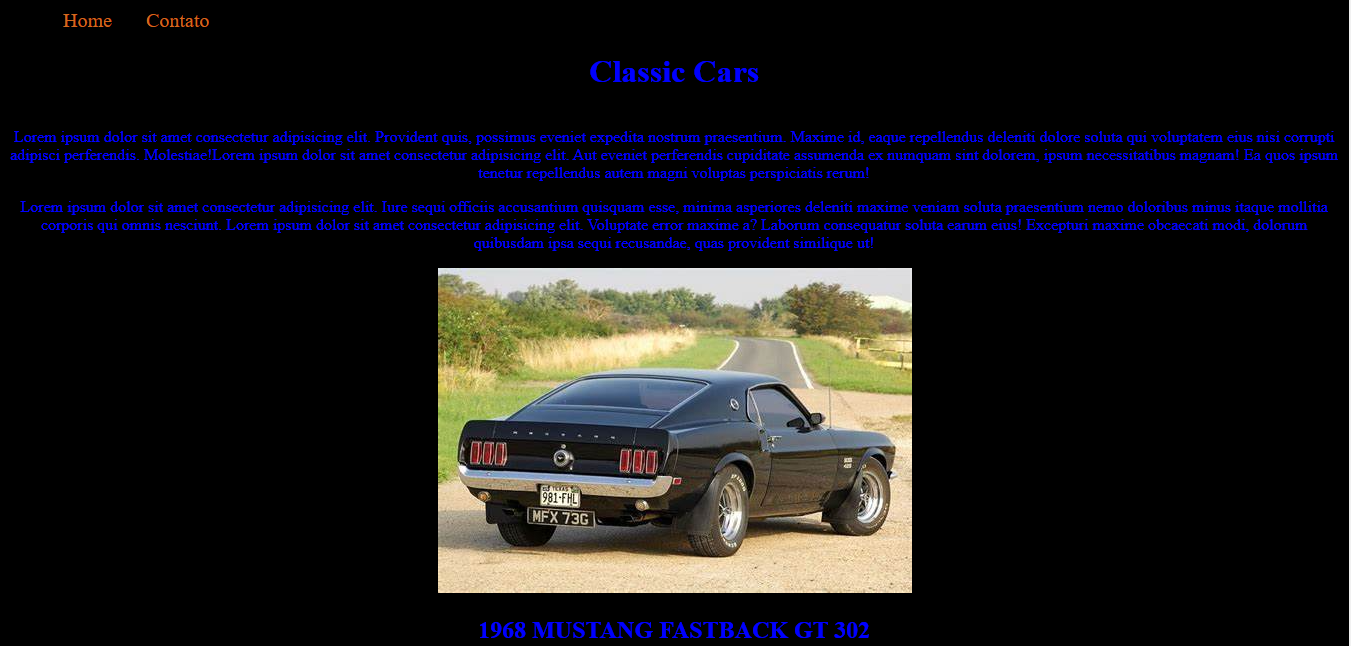 Home Contato
Classic Cars
Lorem ipsum dolor sit amet consectetur adipisicing elit. Provident quis, possimus eveniet expedita nostrum praesentium. Maxime id, eaque repellendus deleniti dolore soluta qui voluptatem eius nisi corrupti
adipisci perferendis. Molestiae!Lorem ipsum dolor sit amet consectetur adipisicing elit. Aut eveniet perferendis cupiditate assumenda ex numquam sint dolorem, ipsum necessitatibus magnam! Ea quos ipsum
tenetur repellendus autem magni voluptas perspiciatis rerum!
Lorem ipsum dolor sit amet consectetur adipisicing elit. Iure sequi officiis accusantium quisquam esse, minima asperiores deleniti maxime veniam soluta praesentium nemo doloribus minus itaque mollitia
corporis qui omnis nesciunt. Lorem ipsum dolor sit amet consectetur adipisicing elit. Voluptate error maxime a? Laborum consequatur soluta earum eius! Excepturi maxime obcaecati modi, dolorum
quibusdam ipsa sequi recusandae, quas provident similique ut!
MUSTANG
TEXAS
981-FHL
MFX 73G
1968 MUSTANG FASTBACK GT 302